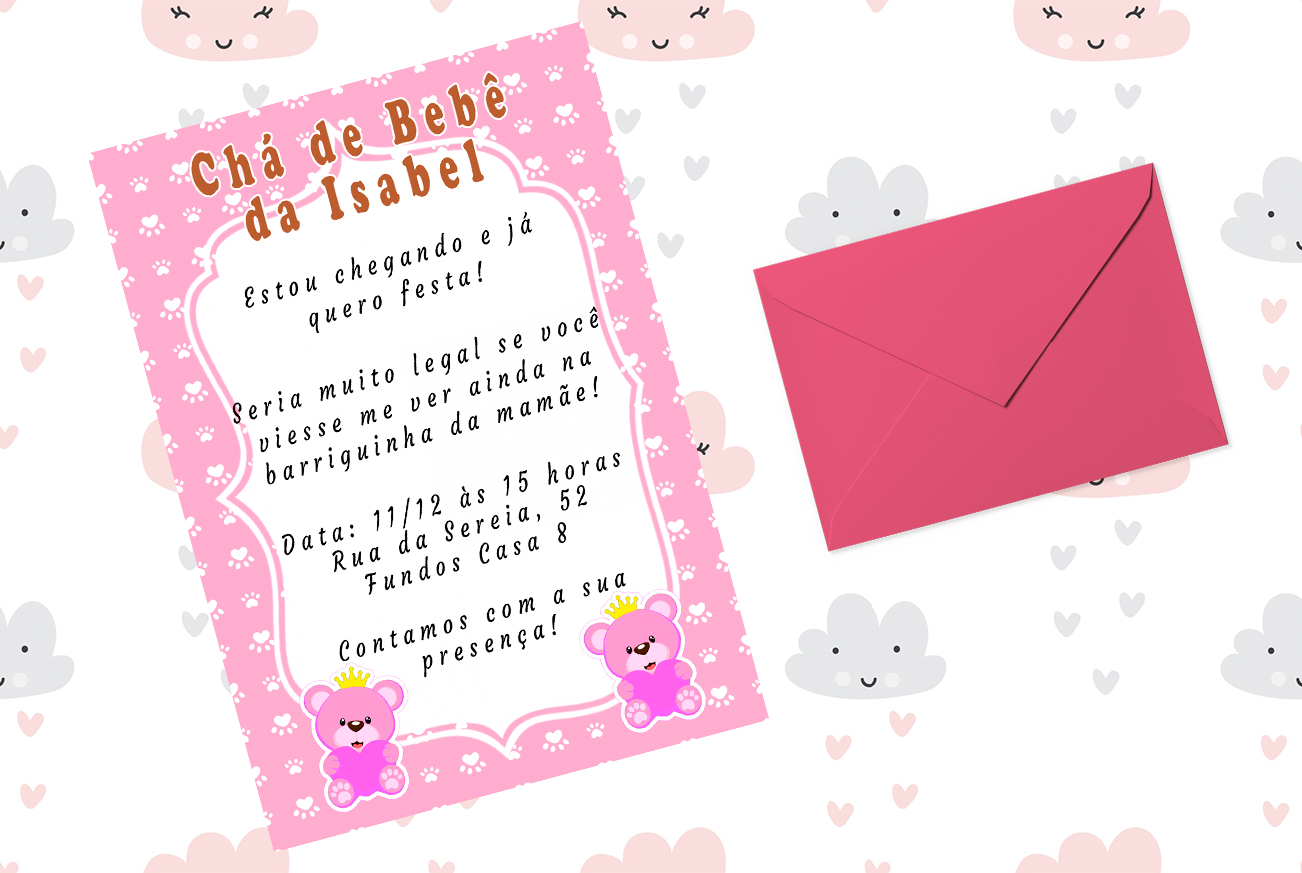 Chá de Bebê
da Isabel
Estou chegando e já
quero festa!
Seria muito legal se você
viesse me ver ainda na
barriguinha da mamãe!
Data: 11/12 às 15 horas
Rua da Sereia, 52
Fundos Casa 8
Contamos com a sua
presença!